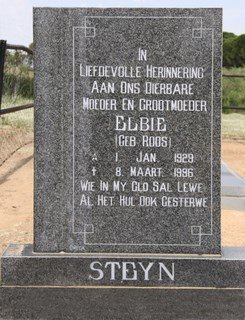 IN
LIEFDEVOLLE HERINNERING
AAN ONS DIERBARE
MOEDER EN GROOTMOEDER
ELBIE
(GEB. ROOS)
* 1. JAN. 1929
† 8. MAART. 1996
WIE IN MY GLO SAL LEWE
AL HET HUL OOK GESTERWE
STEYN